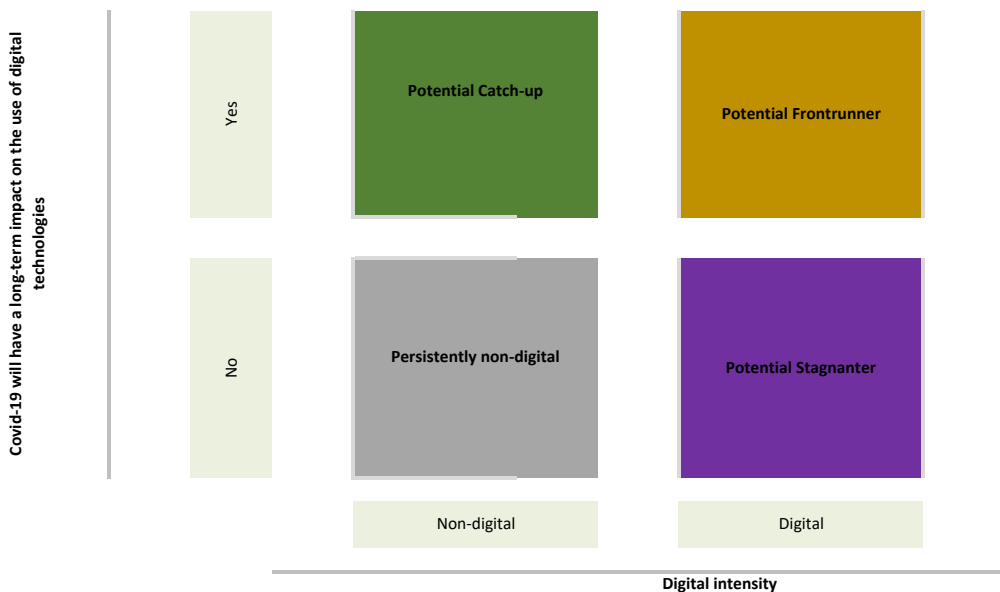 Covid-19 will have a long-term impact on the use of digital
technologies
Yes
Potential Catch-up
Potential Frontrunner
No
Persistently non-digital
Potential Stagnanter
Non-digital
Digital
Digital intensity